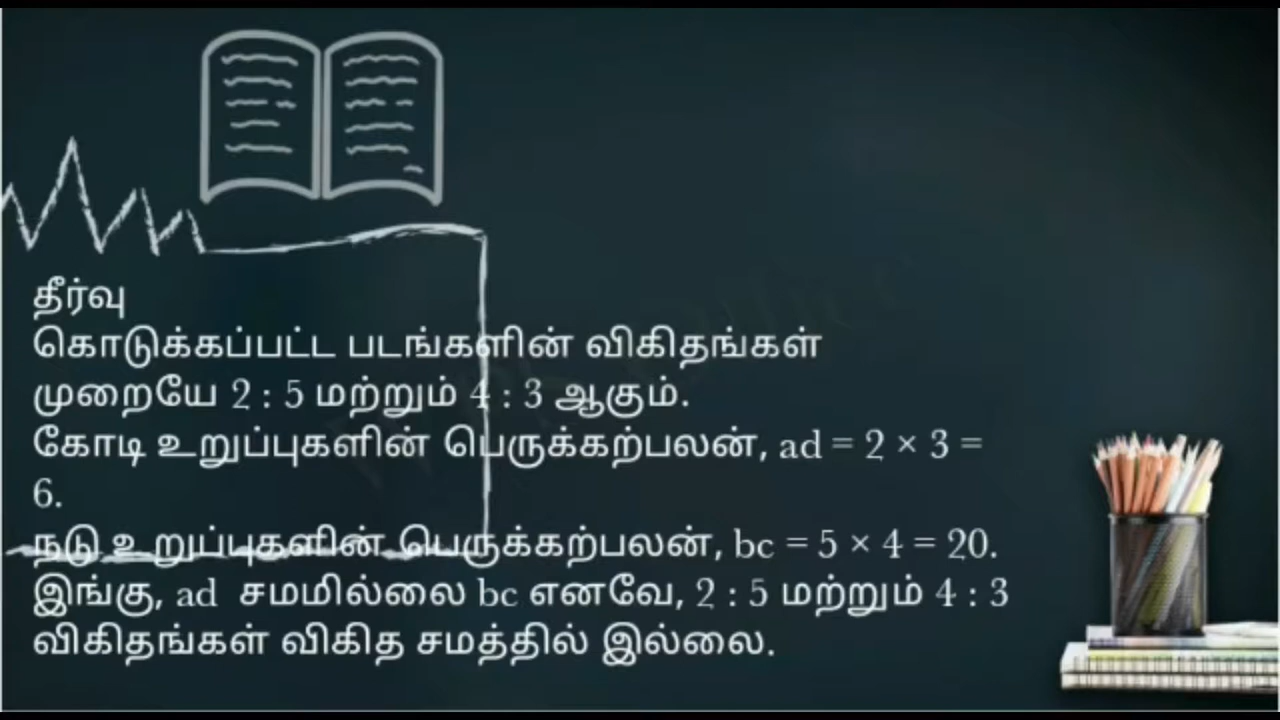 தீர்வு
கொடுக்கப்பட்ட படங்களின் விகிதங்கள்
முறையே 2 : 5 மற்றும் 4 : 3 ஆகும்.
கோடி உறுப்புகளின் பெருக்கற்பலன், ad = 2 × 3 =
6.
நடு உறுப்புகளின் பெருக்கற்பலன், bc = 5 × 4 = 20.
இங்கு, ad சமமில்லை bc எனவே, 2 : 5 மற்றும் 4 : 3
விகிதங்கள் விகித சமத்தில் இல்லை.